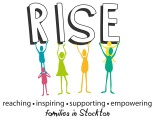 RISE
reaching • inspiring • supporting • empowering
families in Stockton